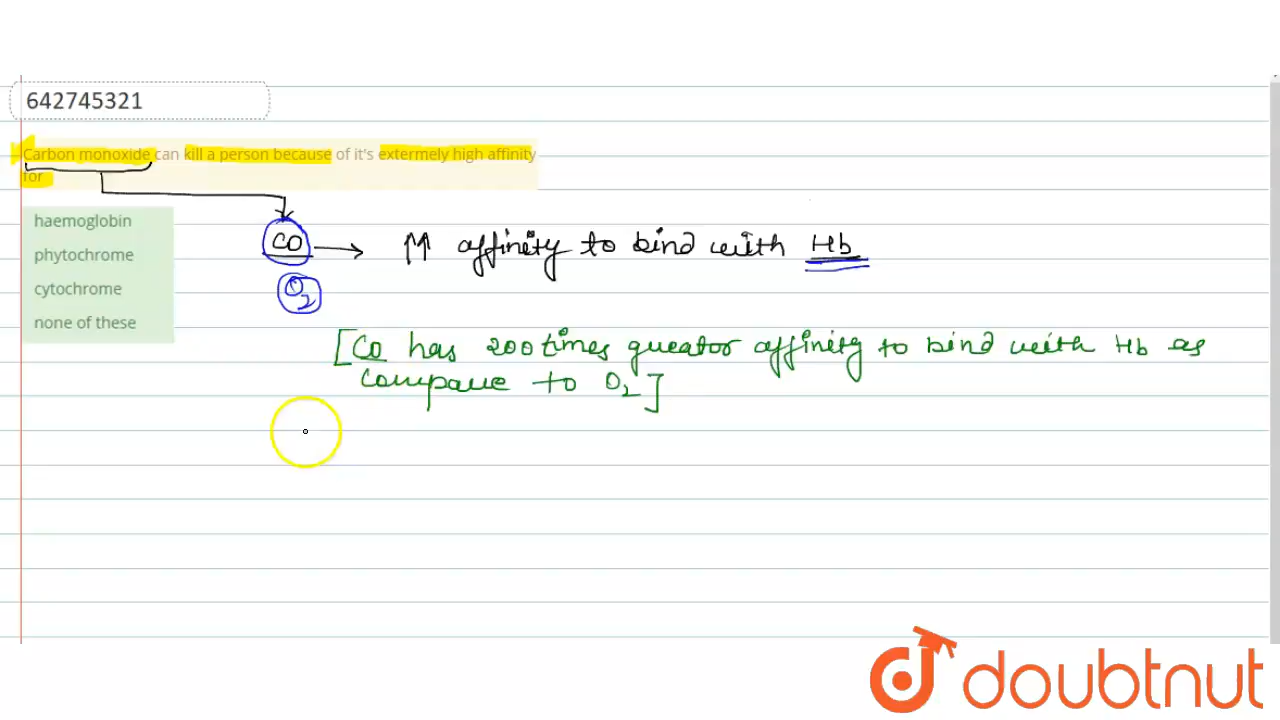 642745321
Carbon monoxide can kill a person because of it's extermely high affinity
for
haemoglobin
phytochrome
cytochrome
none of these
CO → ⇈ affinity to bind with Hb
O2
[CO has 200 times greator affinity to bind with Hb as
compare to O2]
doubtnut